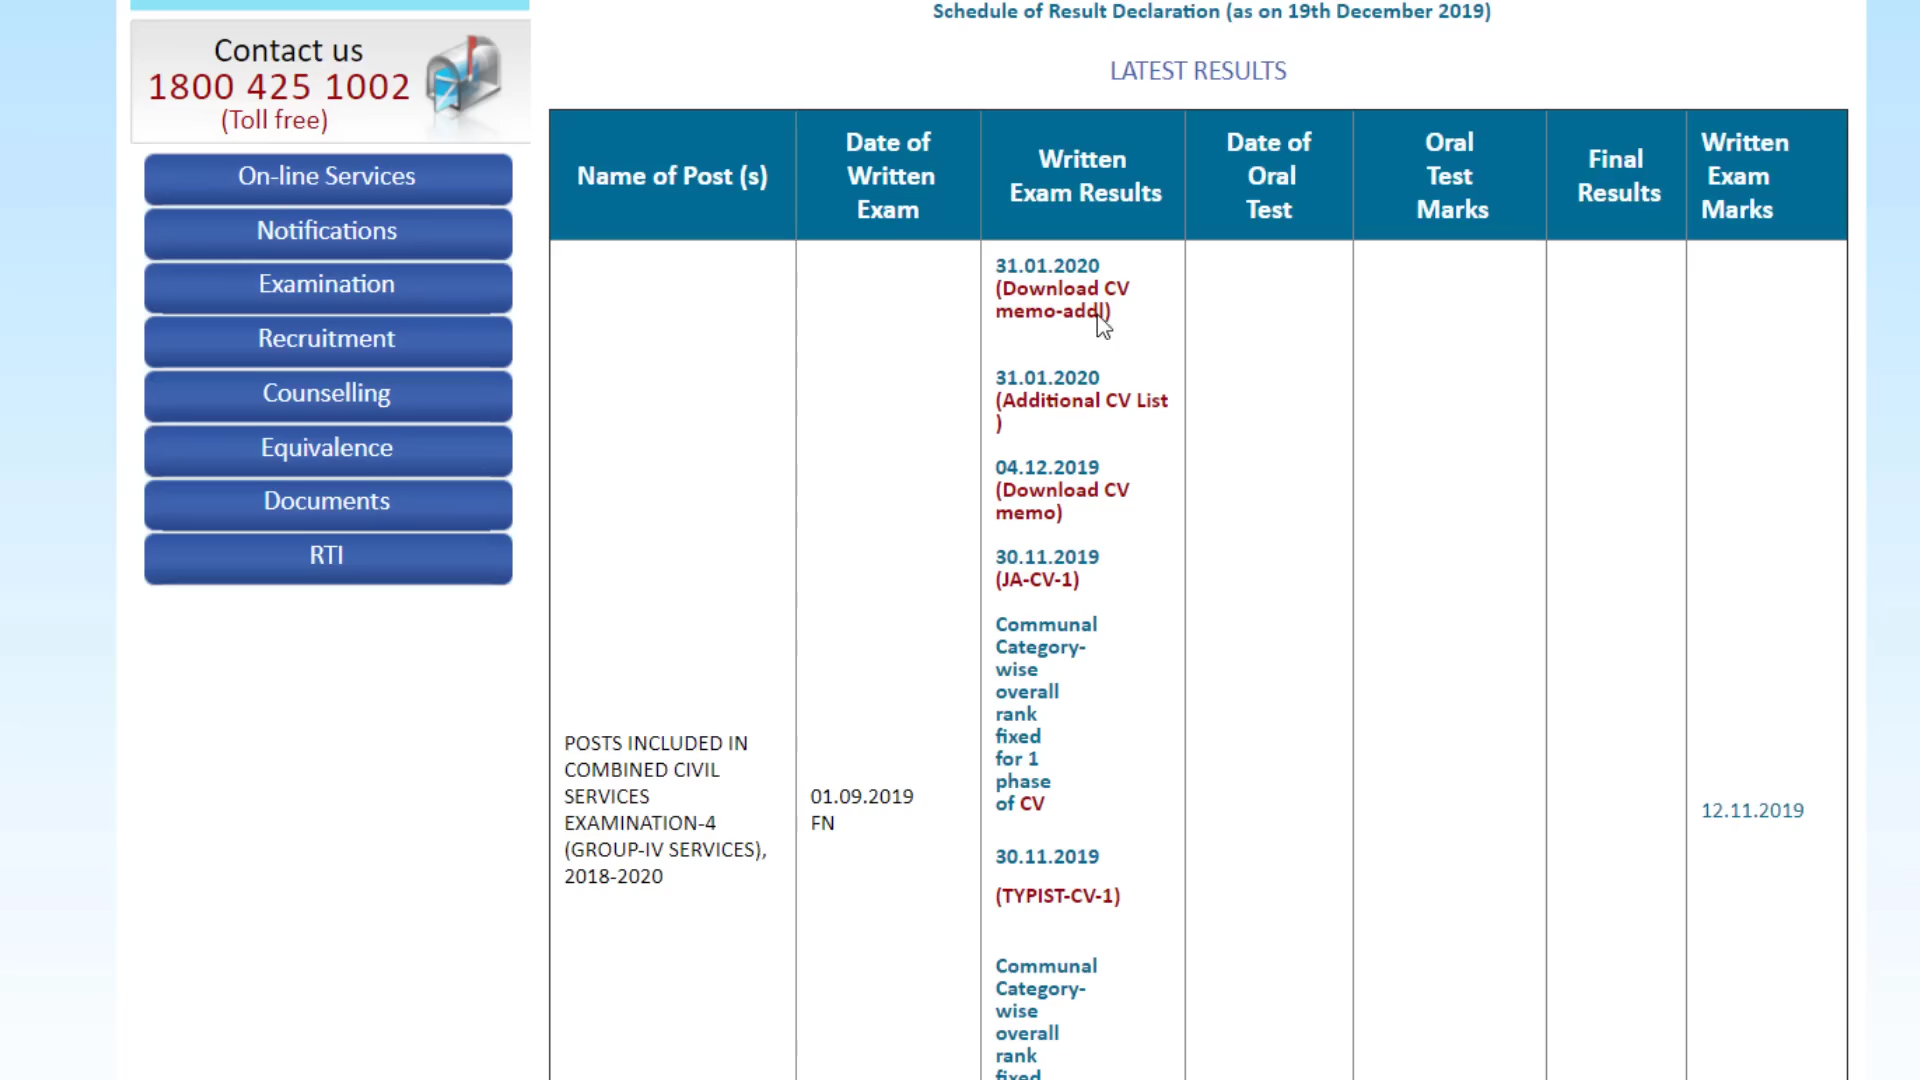 Schedule of Result Declaration (as on 19th December 2019)
Contact us
1800 425 1002
(Toll free)
On-line Services
Notifications
Examination
Recruitment
Counselling
Equivalence
Documents
RTI
LATEST RESULTS
Name of Post (s)
Date of
Written
Exam
Written
Exam Results
Date of
Oral
Test
Oral
Test
Marks
Final
Results
Written
Exam
Marks
POSTS INCLUDED IN
COMBINED CIVIL
SERVICES
EXAMINATION-4
(GROUP-IV SERVICES),
2018-2020
01.09.2019
FN
31.01.2020
(Download CV
memo-addl)
31.01.2020
(Additional CV List
)
04.12.2019
(Download CV
memo)
30.11.2019
(JA-CV-1)
Communal
Category-
wise
overall
rank
fixed
for 1
phase
of CV
30.11.2019
(TYPIST-CV-1)
Communal
Category-
wise
overall
rank
fixed
12.11.2019